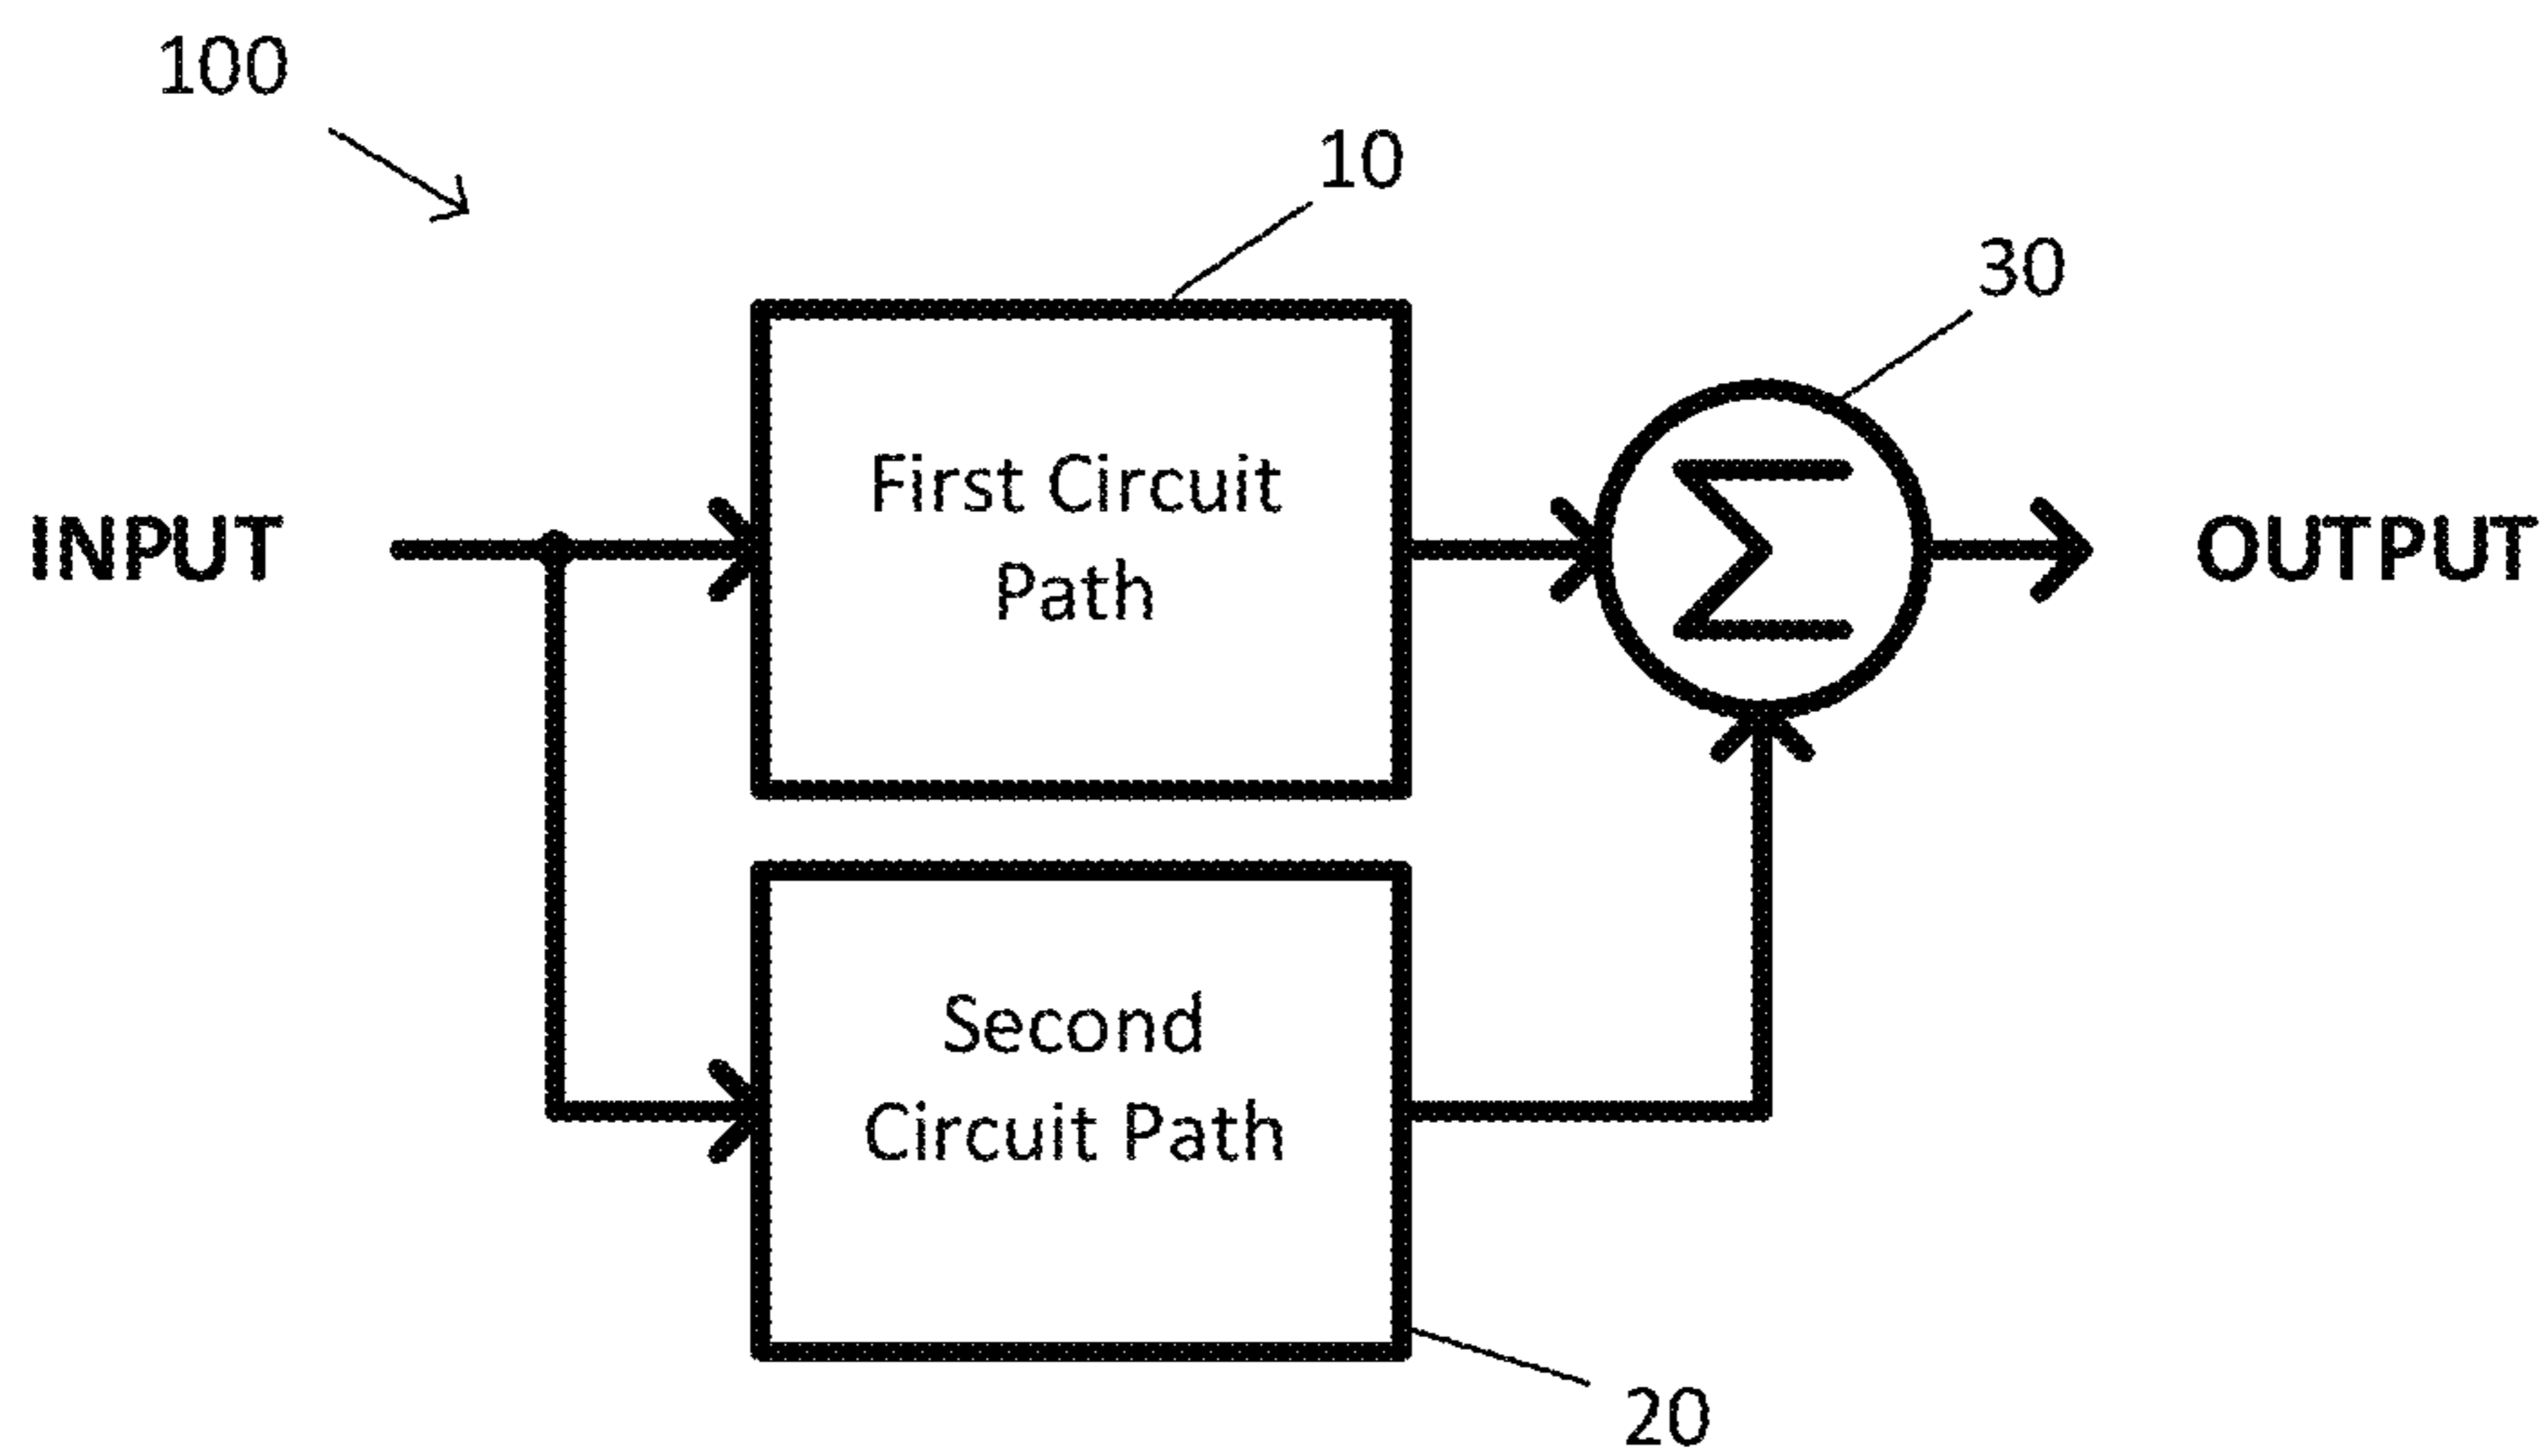 100
10
30
First Circuit
Path
INPUT
Σ
OUTPUT
Second
Circuit Path
20